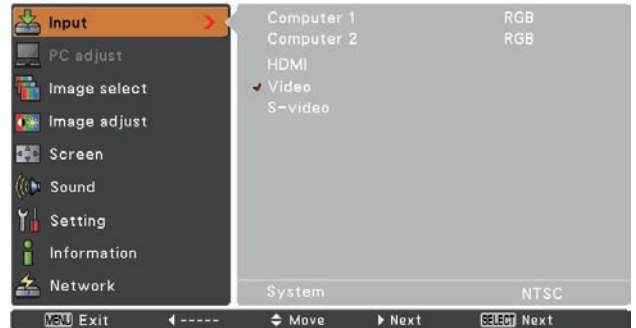 Input
PC adjust
Image select
Image adjust
Screen
Sound
Setting
Information
Network
Computer 1 RGB
Computer 2 RGB
HDMI
Video
S-video
System NTSC
MENU Exit ----- Move Next SELECT Next